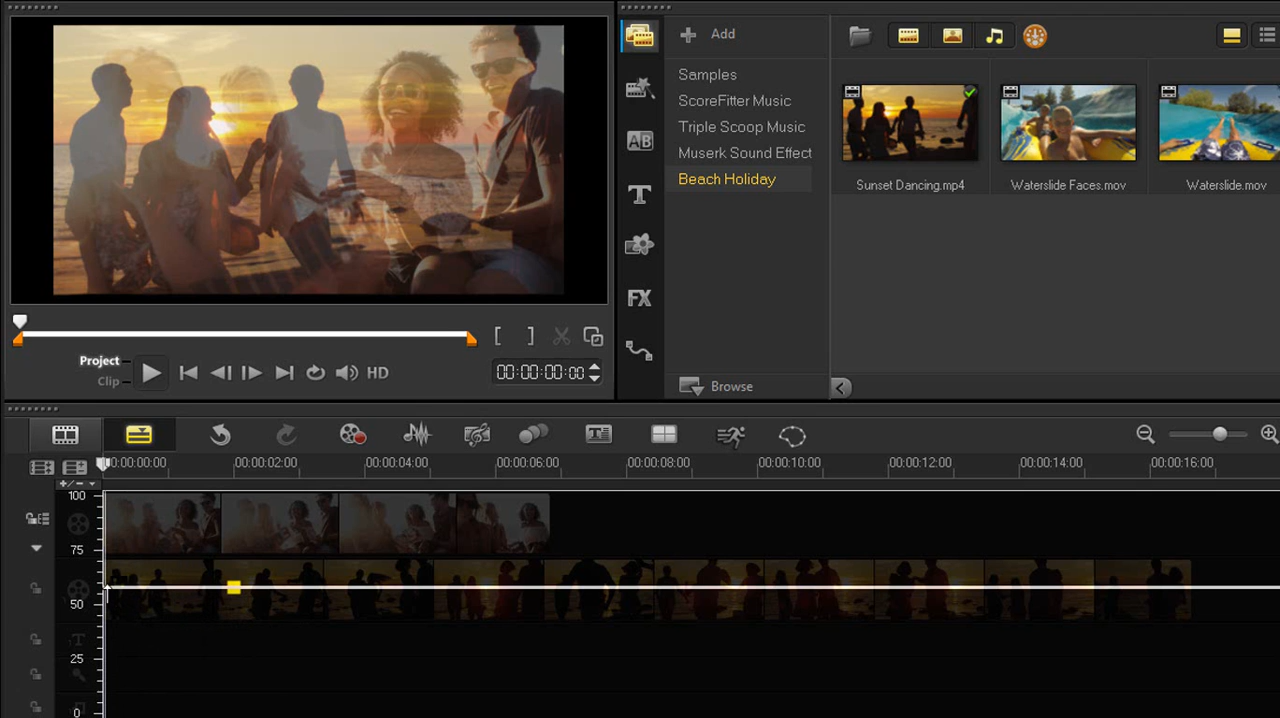 Add
Samples
ScoreFitter Music
Triple Scoop Music
Muserk Sound Effect
Beach Holiday
Browse
AB
T
FX
Sunset Dancing.mp4
Waterslide Faces.mov
Waterslide.mov
Project
Clip
HD
00:00:00:00
00:00:00:00 00:00:02:00 00:00:04:00 00:00:06:00 00:00:08:00 00:00:10:00 00:00:12:00 00:00:14:00 00:00:16:00
100
75
50
25
0